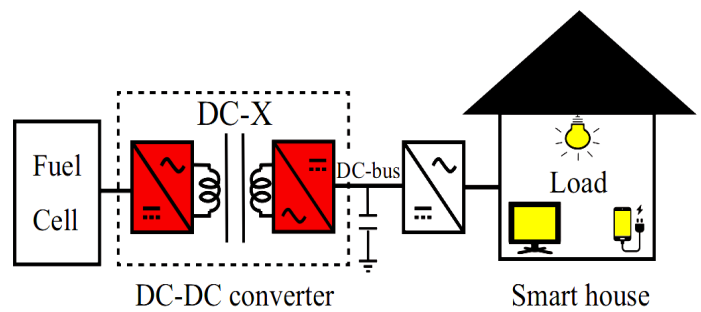 Fuel
Cell
DC-X
DC-bus
Load
DC-DC converter
Smart house